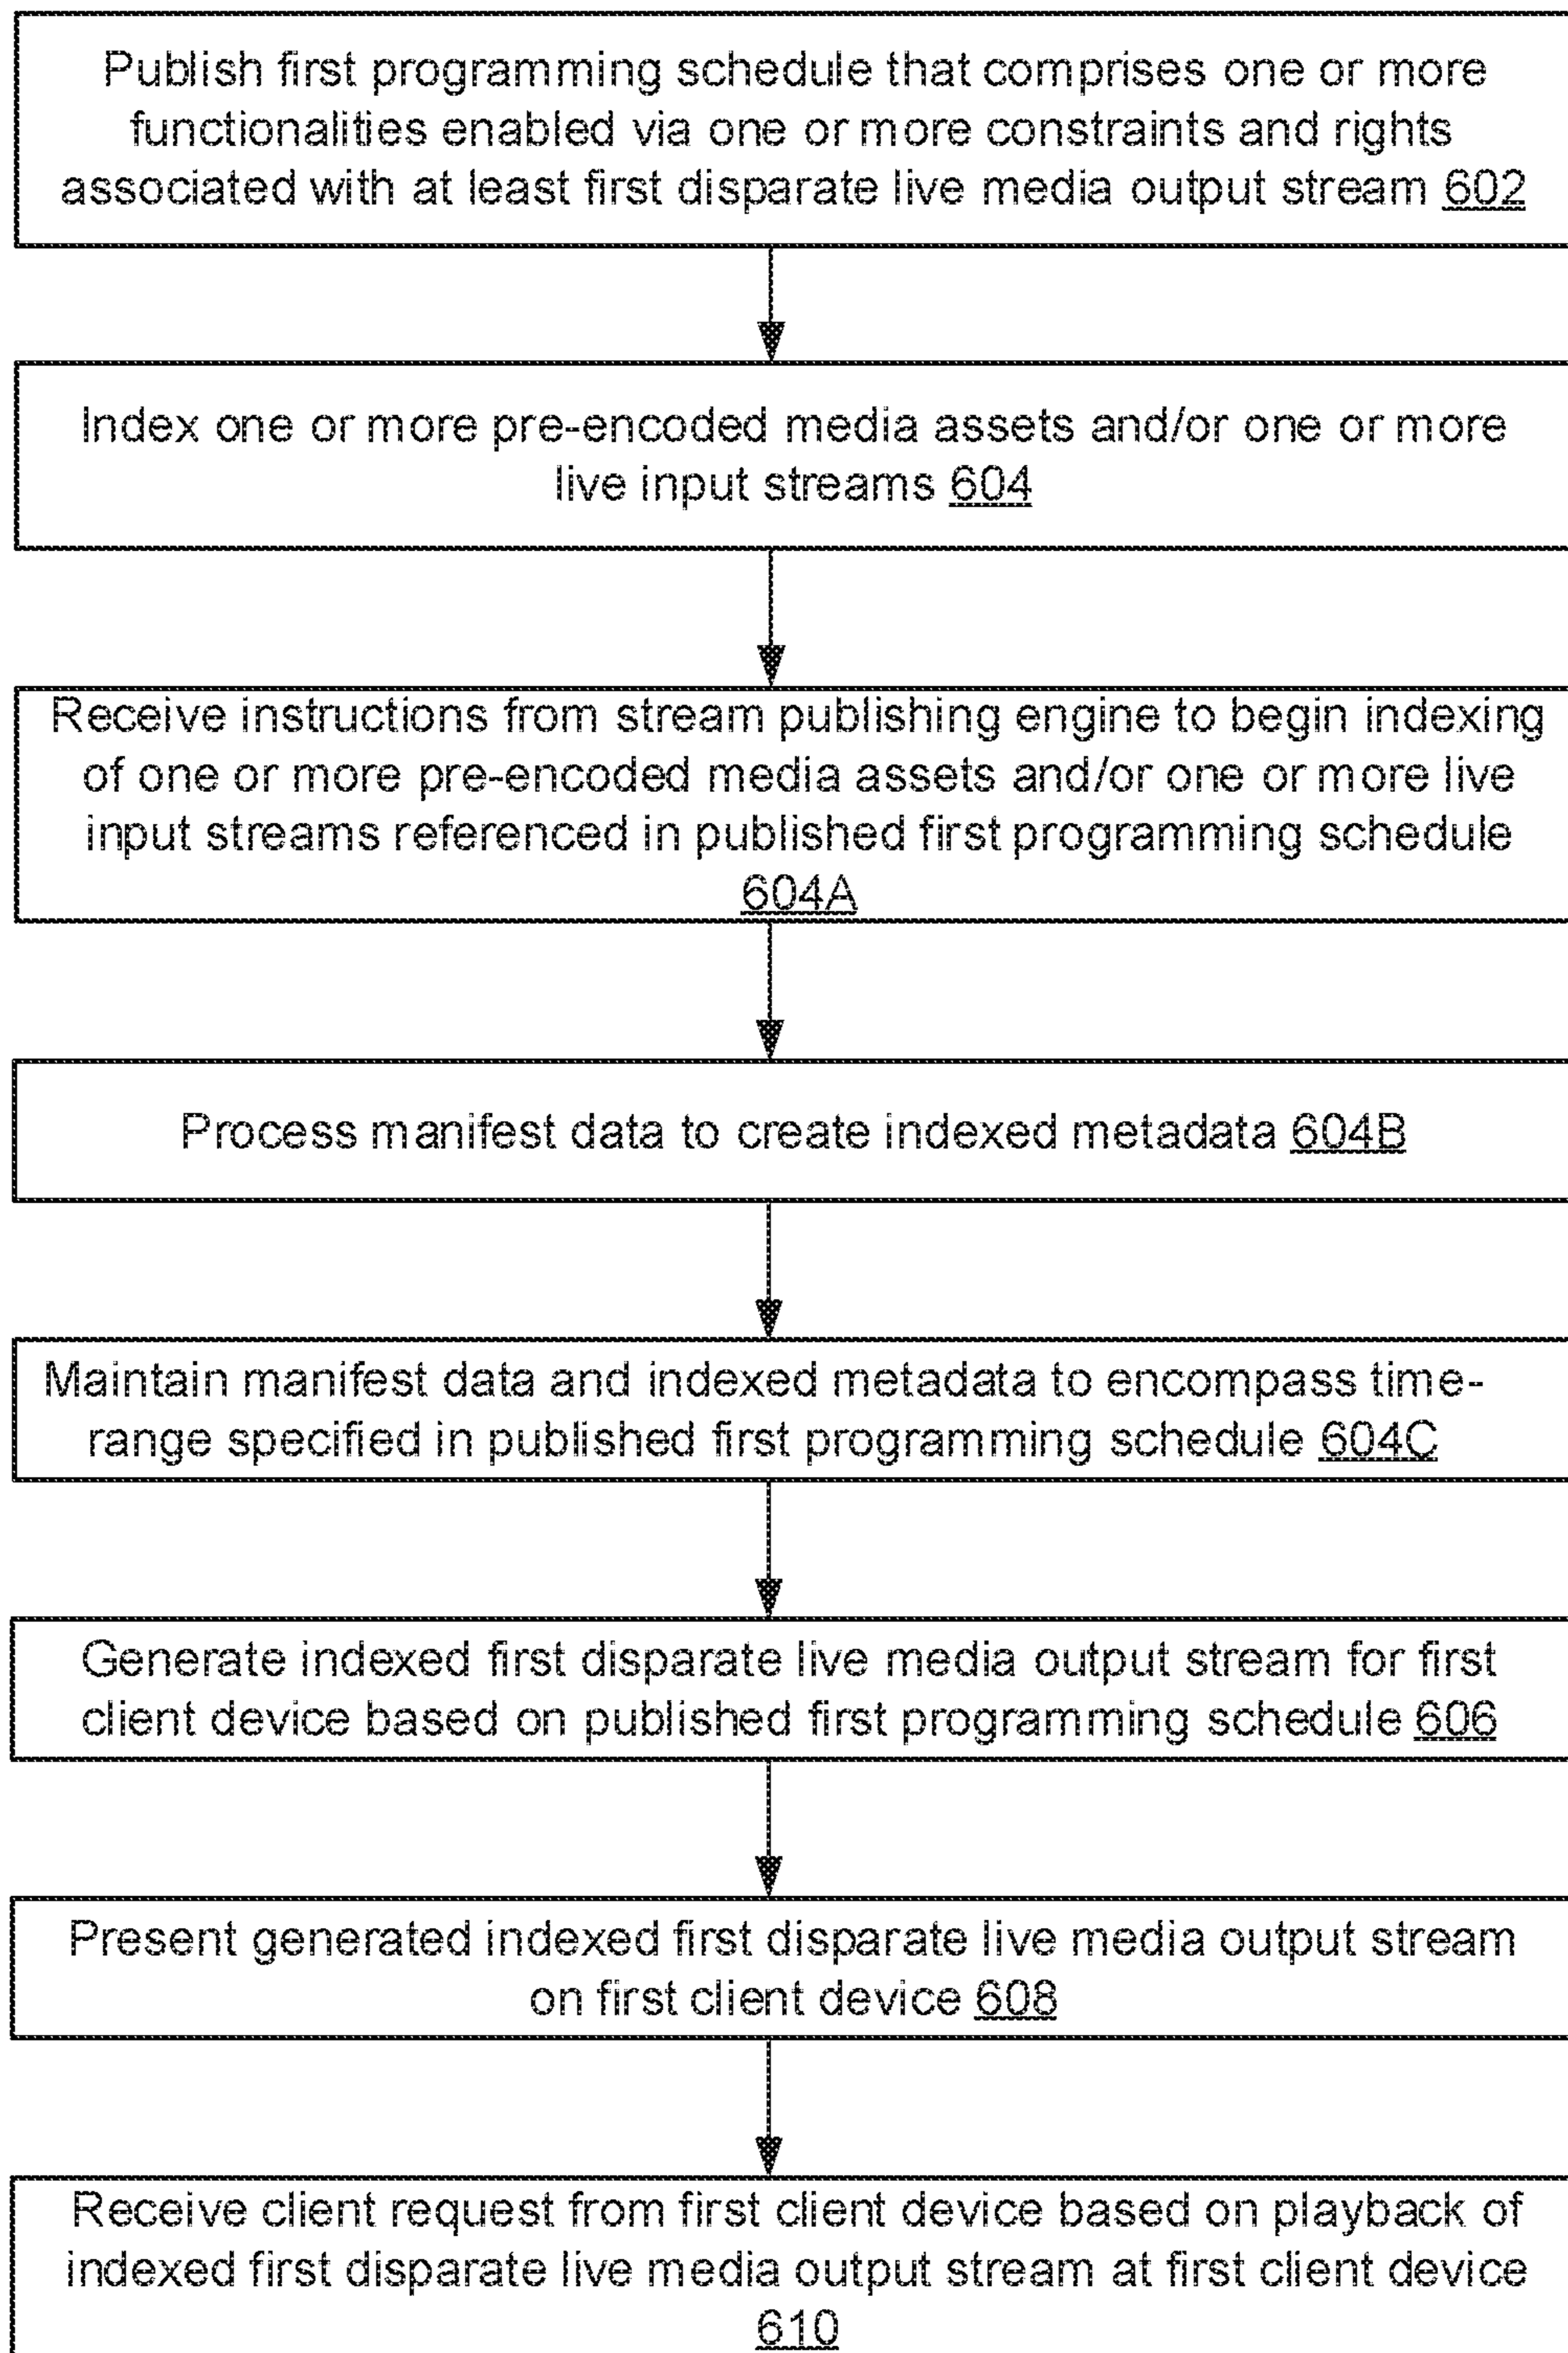 Publish first programming schedule that comprises one or more
functionalities enabled via one or more constraints and rights
associated with at least first disparate live media output stream 602
Index one or more pre-encoded media assets and/or one or more
live input streams 604
Receive instructions from stream publishing engine to begin indexing
of one or more pre-encoded media assets and/or one or more live
input streams referenced in published first programming schedule
604A
Process manifest data to create indexed metadata 604B
Maintain manifest data and indexed metadata to encompass time-
range specified in published first programming schedule 604C
Generate indexed first disparate live media output stream for first
client device based on published first programming schedule 606
Present generated indexed first disparate live media output stream
on first client device 608
Receive client request from first client device based on playback of
indexed first disparate live media output stream at first client device
610